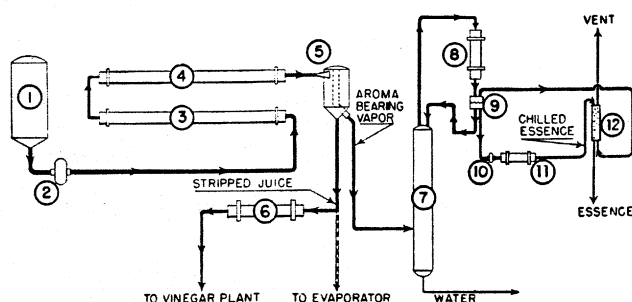 VENT
8
5
4
AROMA
BEARING
VAPOR
1
9
CHILLED
ESSENCE
3
12
2
10
11
STRIPPED JUICE
7
6
ESSENCE
TO VINEGAR PLANT
TO EVAPORATOR
WATER